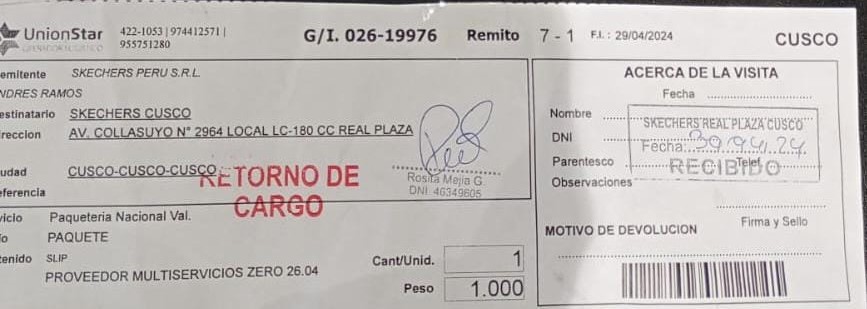 UnionStar 422-1053 | 974412571 |
955751280
G/I. 026-19976 Remito 7 - 1 F.I.: 29/04/2024 CUSCO
emitente SKECHERS PERU S.R.L.
NDRES RAMOS
estinatario SKECHERS CUSCO
ireccion AV. COLLASUYO N° 2964 LOCAL LC-180 CC REAL PLAZA
udad CUSCO-CUSCO-CUSCO
eferencia
RETORNO DE
CARGO
Rosita Mejia G.
DNI 46349605
vicio Paqueteria Nacional Val.
o PAQUETE
tenido SLIP
PROVEEDOR MULTISERVICIOS ZERO 26.04
Cant/Unid. 1
Peso 1.000
ACERCA DE LA VISITA
Fecha
Nombre
DNI
Parentesco Telef.
Observaciones
SKECHERS REAL PLAZA CUSCO
Fecha:
RECIBIDO
Firma y Sello
MOTIVO DE DEVOLUCION